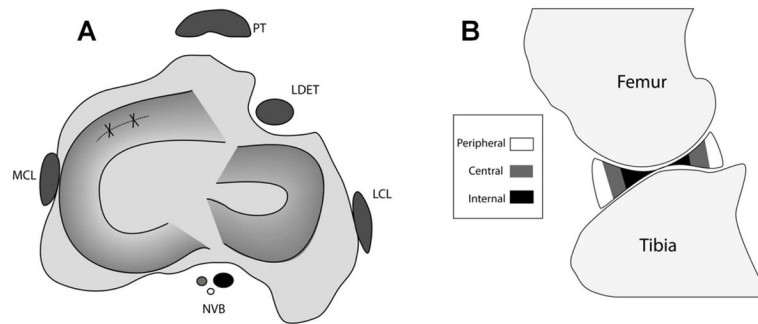 A
PT
LDET
MCL
LCL
NVB
B
Femur
Peripheral
Central
Internal
Tibia